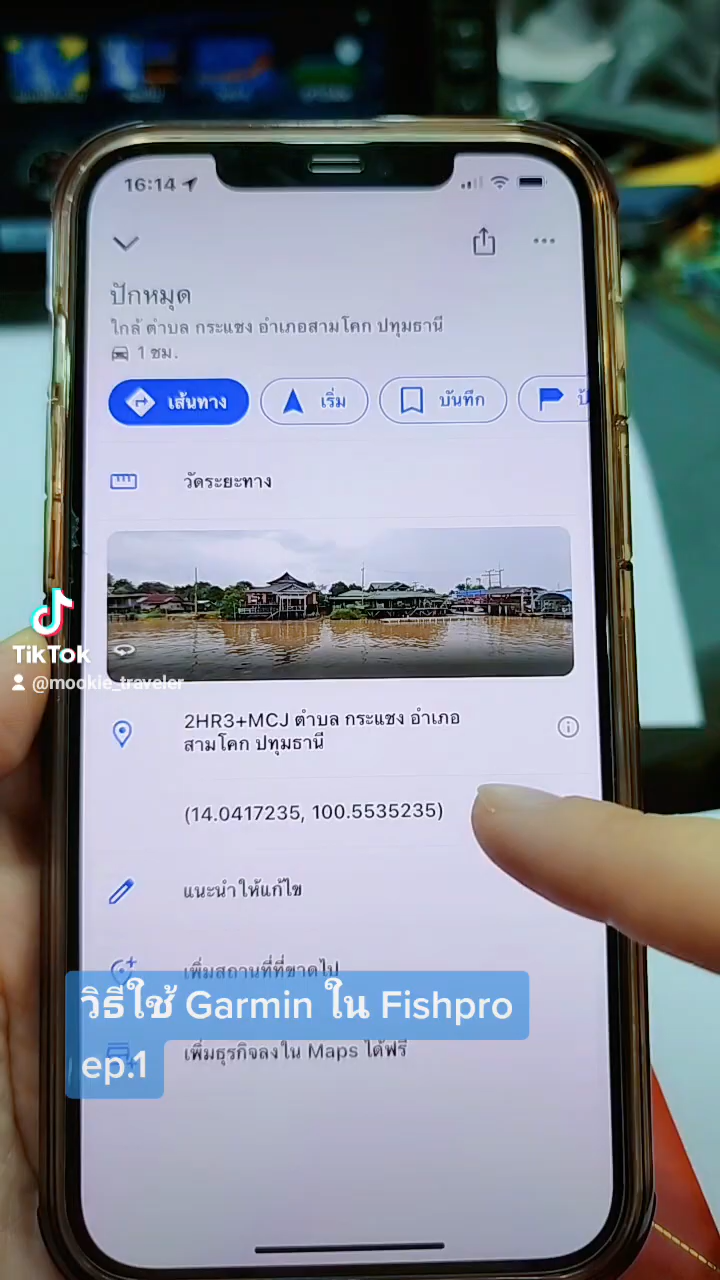 16:14
ปักหมุด
ใกล้ ตำบล กระแชง อำเภอสามโคก ปทุมธานี
1 ชม.
เส้นทาง
เริ่ม
บันทึก
วัดระยะทาง
TikTok
@mookie_traveler
2HR3+MCJ ตำบล กระแชง อำเภอ
สามโคก ปทุมธานี
(14.0417235, 100.5535235)
แนะนำให้แก้ไข
เพิ่มสถานที่ที่ขาดไป
วิธีใช้ Garmin ใน Fishpro
ep.1
เพิ่มธุรกิจลงใน Maps ได้ฟรี